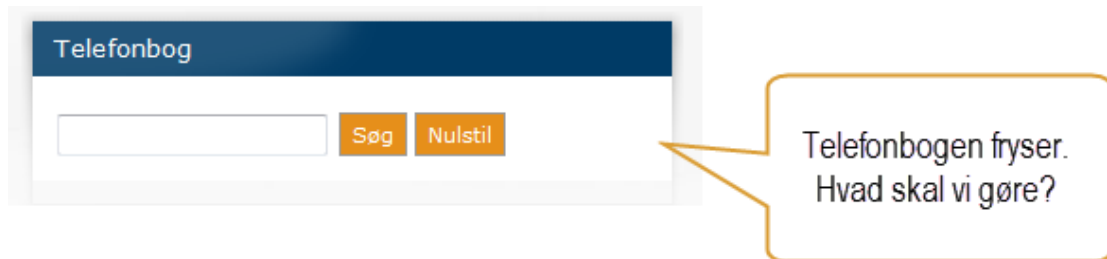 Telefonbog
Søg Nulstil
Telefonbogen fryser.
Hvad skal vi gøre?